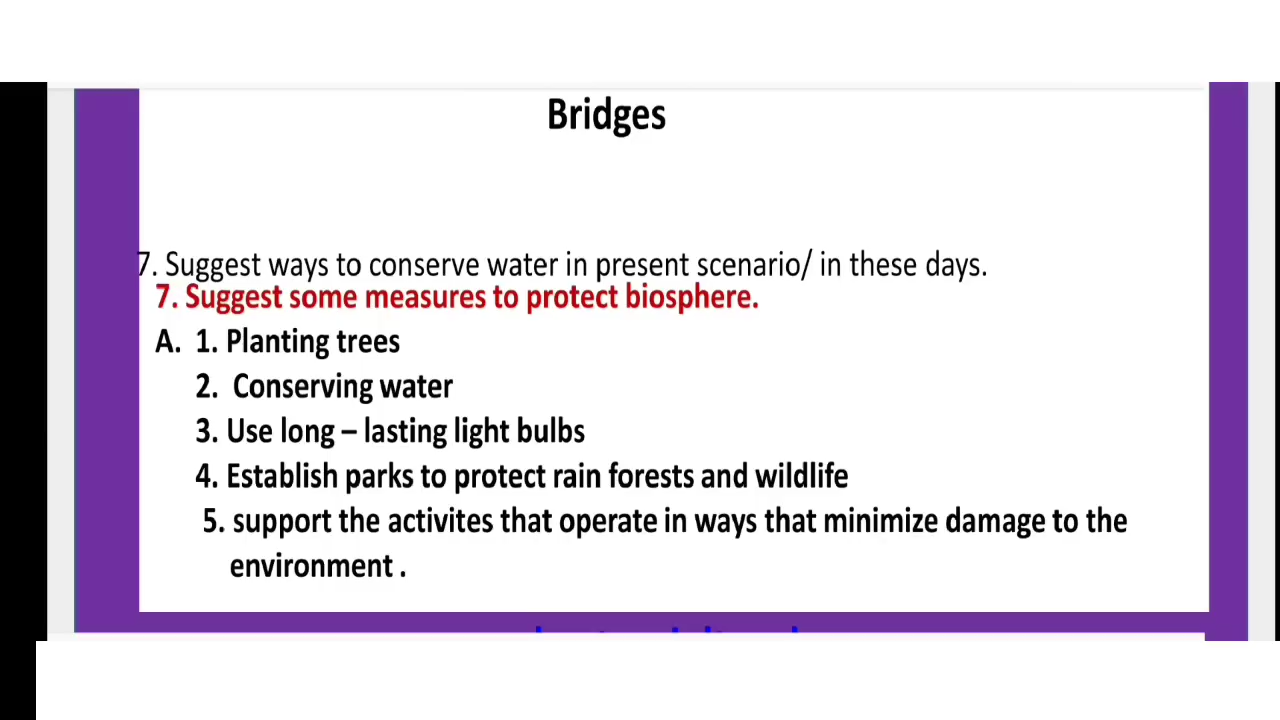 Bridges
7. Suggest ways to conserve water in present scenario/ in these days.
7. Suggest some measures to protect biosphere.
A. 1. Planting trees
2. Conserving water
3. Use long – lasting light bulbs
4. Establish parks to protect rain forests and wildlife
5. support the activites that operate in ways that minimize damage to the
environment .